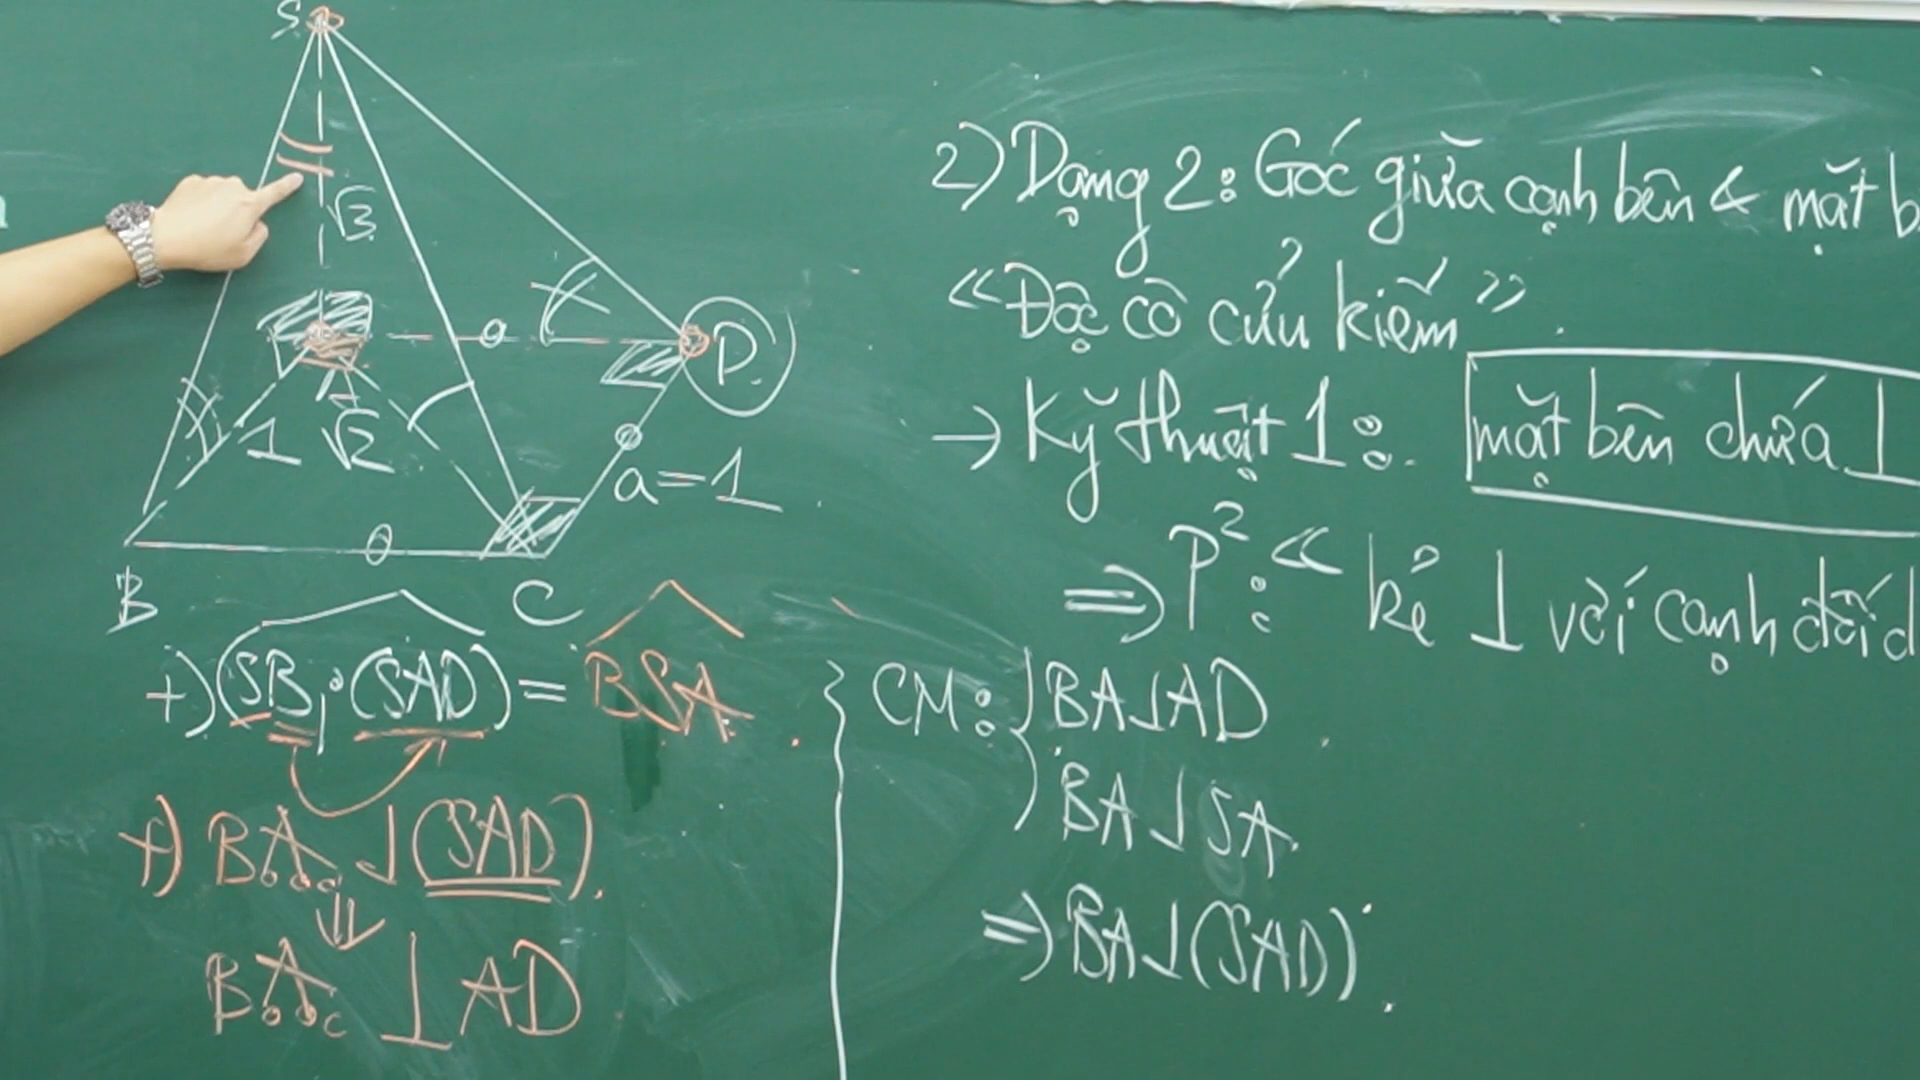 S
√3
D
1
√2
A
a=1
B
C
+) (SB; (SAD)) = BSA
+) BA ⊥ (SAD).
⇓
BA ⊥ AD
2) Dạng 2: Góc giữa cạnh bên & mặt b
“Độc cô cửu kiếm”.
→ Kỹ thuật 1: mặt bên chứa ⊥
⇒ P²: “kẻ ⊥ với cạnh đối d
CM: } BA ⊥ AD
BA ⊥ SA
⇒ BA ⊥ (SAD).